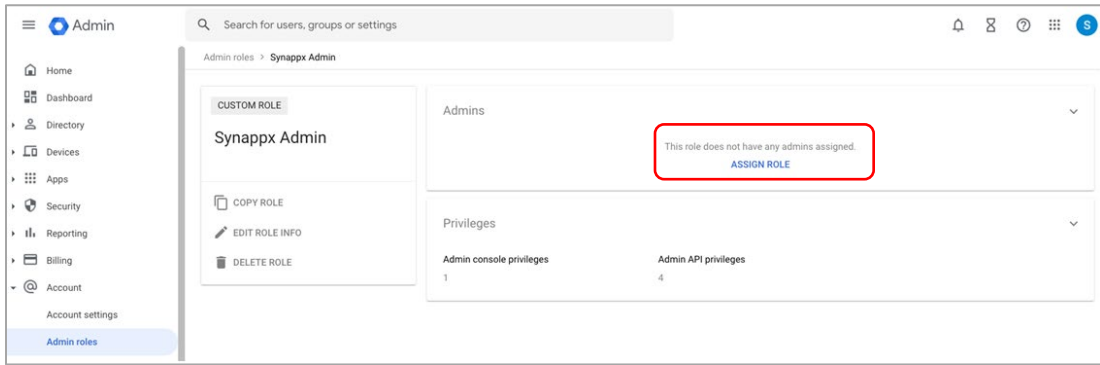 Admin
Search for users, groups or settings
S
Admin roles > Synappx Admin
Home
Dashboard
Directory
Devices
Apps
Security
Reporting
Billing
Account
Account settings
Admin roles
CUSTOM ROLE
Synappx Admin
COPY ROLE
EDIT ROLE INFO
DELETE ROLE
Admins
This role does not have any admins assigned.
ASSIGN ROLE
Privileges
Admin console privileges
1
Admin API privileges
4